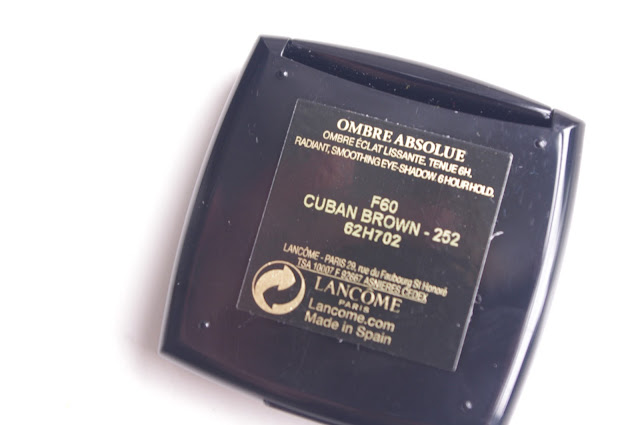 OMBRE ABSOLUE
OMBRE ÉCLAT LISSANTE, TENUE 6H.
RADIANT, SMOOTHING EYE-SHADOW. 6 HOUR HOLD.
F60
CUBAN BROWN - 252
62H702
LANCÔME - PARIS 29, rue du Faubourg St Honoré
TSA 10007 F 92667 ASNIERES CEDEX
LANCÔME
PARIS
Lancome.com
Made in Spain